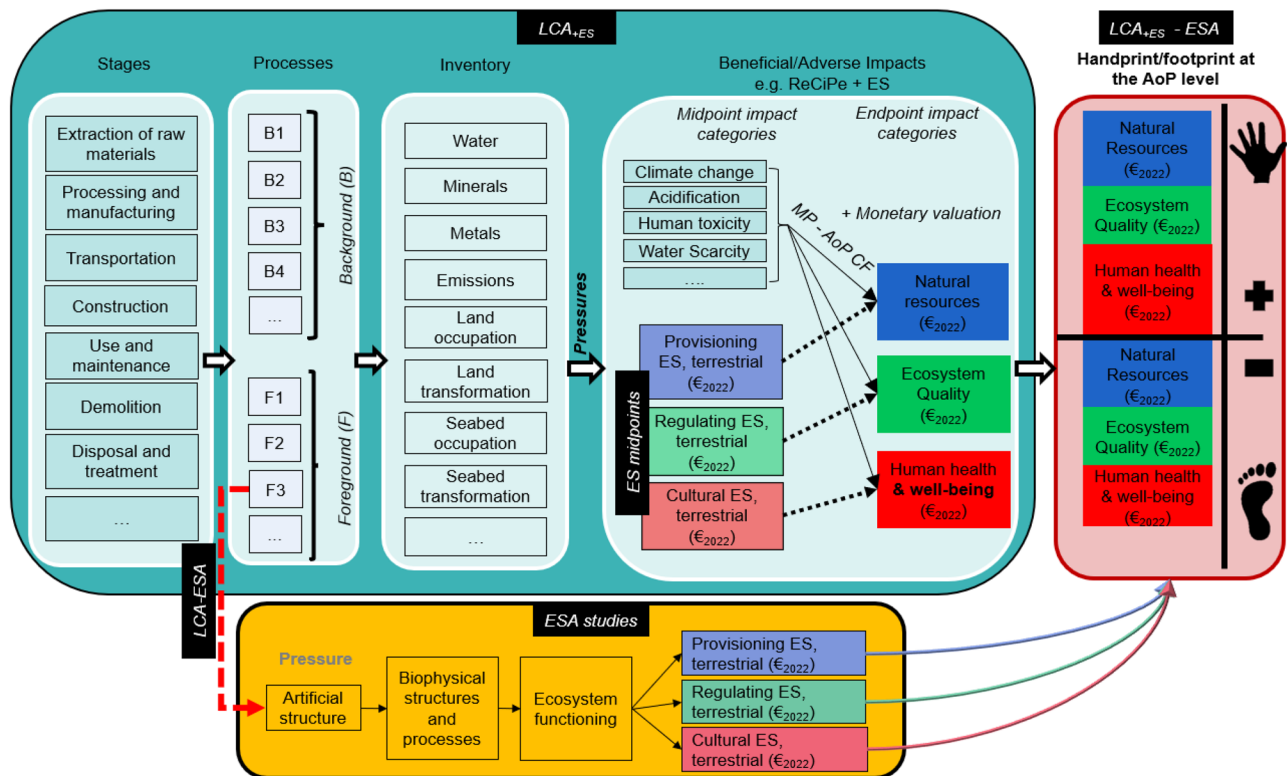 LCA+ES
Stages
Extraction of raw
materials
Processing and
manufacturing
Transportation
Construction
Use and
maintenance
Demolition
Disposal and
treatment
…
Processes
B1
B2
B3
B4
…
Background (B)
F1
F2
F3
…
Foreground (F)
Inventory
Water
Minerals
Metals
Emissions
Land
occupation
Land
transformation
Seabed
occupation
Seabed
transformation
…
Pressures
Beneficial/Adverse Impacts
e.g. ReCiPe + ES
Midpoint impact
categories
Climate change
Acidification
Human toxicity
Water Scarcity
….
MP - AoP CF
Endpoint impact
categories
+ Monetary valuation
ES midpoints
Provisioning
ES, terrestrial
(€2022)
Regulating ES,
terrestrial
(€2022)
Cultural ES,
terrestrial
(€2022)
Natural
resources
(€2022)
Ecosystem
Quality
(€2022)
Human health
& well-being
(€2022)
LCA+ES - ESA
Handprint/footprint at
the AoP level
Natural
Resources
(€2022)
Ecosystem
Quality (€2022)
Human health
& well-being
(€2022)
Natural
Resources
(€2022)
Ecosystem
Quality (€2022)
Human health
& well-being
(€2022)
LCA-ESA
ESA studies
Pressure
Artificial
structure
Biophysical
structures
and
processes
Ecosystem
functioning
Provisioning ES,
terrestrial (€2022)
Regulating ES,
terrestrial (€2022)
Cultural ES,
terrestrial (€2022)